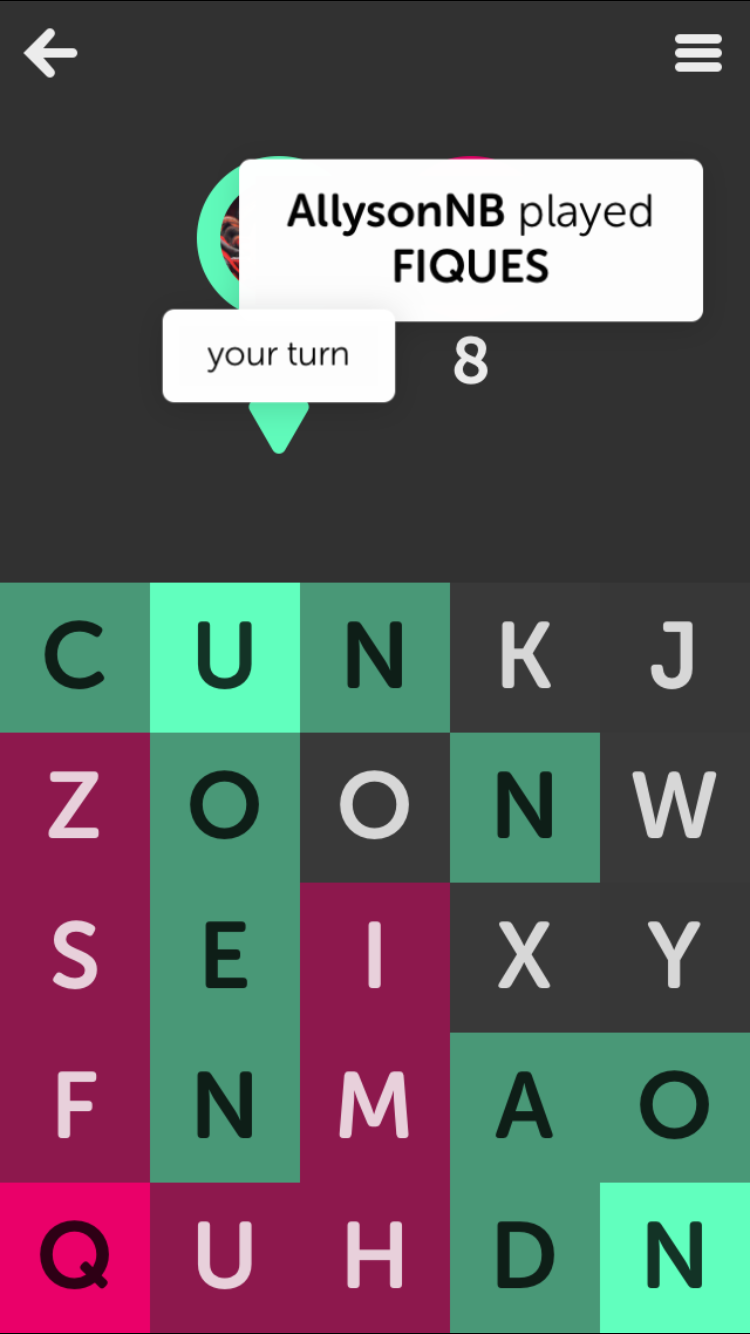 AllysonNB played
FIQUES
your turn
8
C U N K J
Z O O N W
S E I X Y
F N M A O
Q U H D N